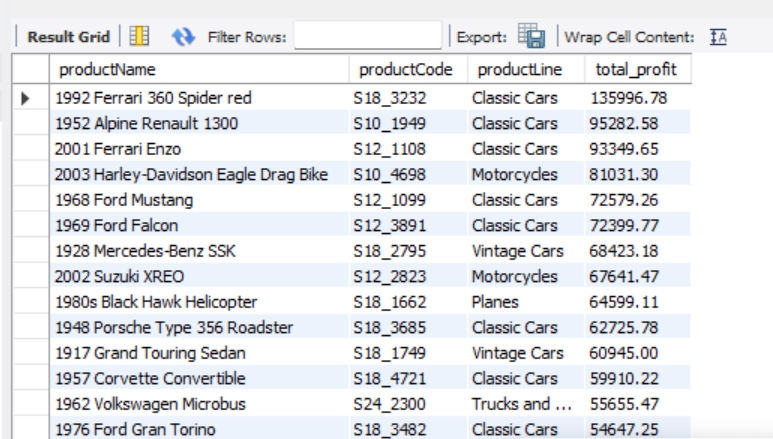 Result Grid Filter Rows: Export: Wrap Cell Content: IA
productName productCode productLine total_profit
1992 Ferrari 360 Spider red S18_3232 Classic Cars 135996.78
1952 Alpine Renault 1300 S10_1949 Classic Cars 95282.58
2001 Ferrari Enzo S12_1108 Classic Cars 93349.65
2003 Harley-Davidson Eagle Drag Bike S10_4698 Motorcycles 81031.30
1968 Ford Mustang S12_1099 Classic Cars 72579.26
1969 Ford Falcon S12_3891 Classic Cars 72399.77
1928 Mercedes-Benz SSK S18_2795 Vintage Cars 68423.18
2002 Suzuki XREO S12_2823 Motorcycles 67641.47
1980s Black Hawk Helicopter S18_1662 Planes 64599.11
1948 Porsche Type 356 Roadster S18_3685 Classic Cars 62725.78
1917 Grand Touring Sedan S18_1749 Vintage Cars 60945.00
1957 Corvette Convertible S18_4721 Classic Cars 59910.22
1962 Volkswagen Microbus S24_2300 Trucks and ... 55655.47
1976 Ford Gran Torino S18_3482 Classic Cars 54647.25